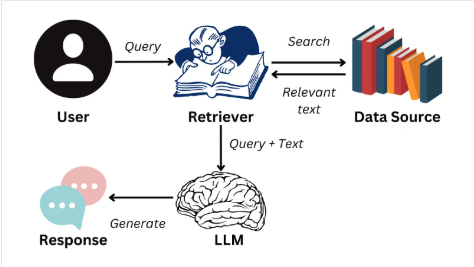 Query
Search
Relevant
text
User
Retriever
Data Source
Query + Text
Generate
Response
LLM